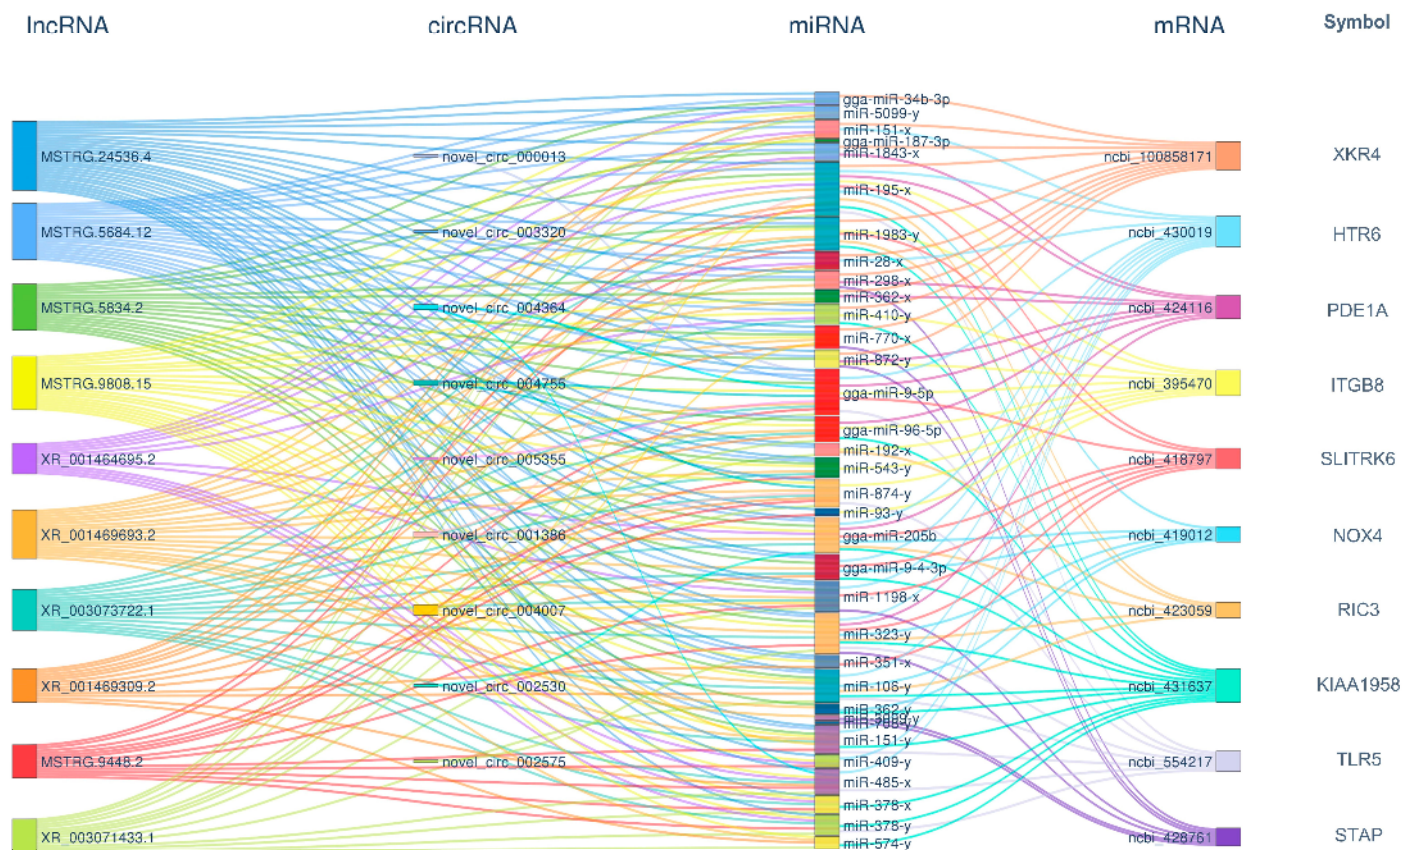 lncRNA circRNA miRNA mRNA Symbol
MSTRG.24536.4
MSTRG.5684.12
MSTRG.5834.2
MSTRG.9808.15
XR_001464695.2
XR_001469693.2
XR_003073722.1
XR_001469309.2
MSTRG.9448.2
XR_003071433.1
novel_circ_000013
novel_circ_003320
novel_circ_004364
novel_circ_004755
novel_circ_005355
novel_circ_001386
novel_circ_004007
novel_circ_002530
novel_circ_002575
gga-miR-34b-3p
miR-5099-y
miR-151-x
gga-miR-187-3p
miR-1843-x
miR-195-x
miR-1983-y
miR-28-x
miR-298-x
miR-362-x
miR-410-y
miR-770-x
miR-872-y
gga-miR-9-5p
gga-miR-96-5p
miR-192-x
miR-543-y
miR-874-y
miR-93-y
gga-miR-205b
gga-miR-9-4-3p
miR-1198-x
miR-323-y
miR-351-x
miR-106-y
miR-362-y
miR-151-y
miR-409-y
miR-485-x
miR-378-x
miR-378-y
miR-574-y
ncbi_100858171
ncbi_430019
ncbi_424116
ncbi_395470
ncbi_418797
ncbi_419012
ncbi_423059
ncbi_431637
ncbi_554217
ncbi_428761
XKR4
HTR6
PDE1A
ITGB8
SLITRK6
NOX4
RIC3
KIAA1958
TLR5
STAP